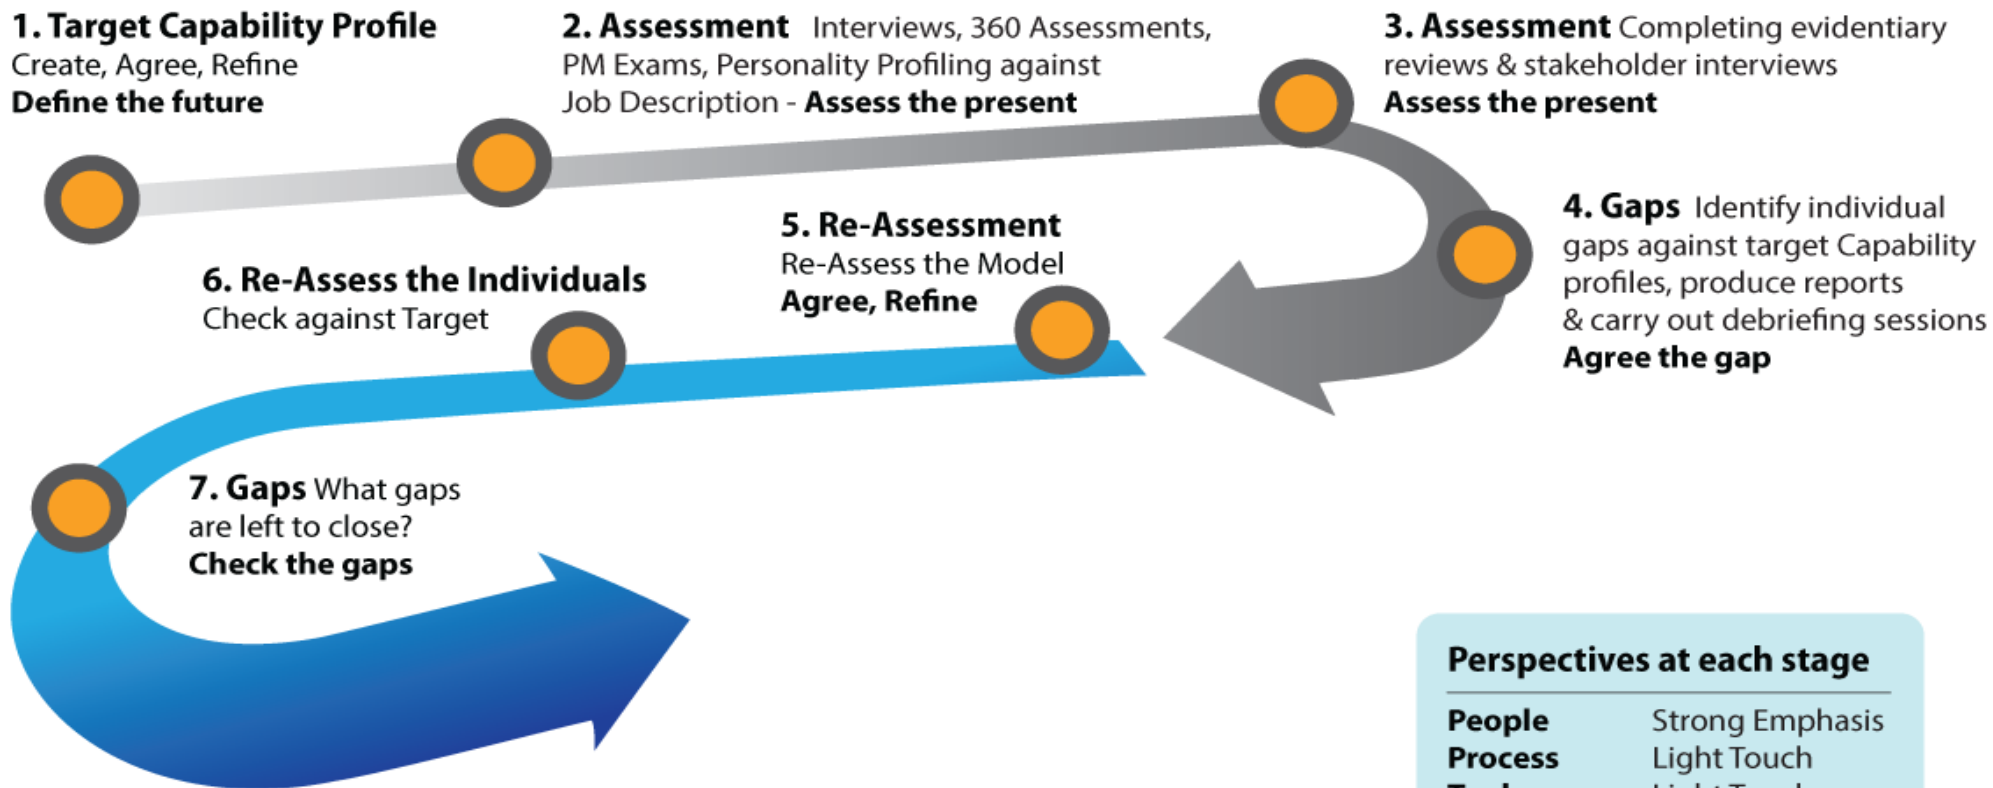 1. Target Capability Profile
Create, Agree, Refine
Define the future
2. Assessment Interviews, 360 Assessments,
PM Exams, Personality Profiling against
Job Description - Assess the present
3. Assessment Completing evidentiary
reviews & stakeholder interviews
Assess the present
4. Gaps Identify individual
gaps against target Capability
profiles, produce reports
& carry out debriefing sessions
Agree the gap
5. Re-Assessment
Re-Assess the Model
Agree, Refine
6. Re-Assess the Individuals
Check against Target
7. Gaps What gaps
are left to close?
Check the gaps
Perspectives at each stage
People Strong Emphasis
Process Light Touch